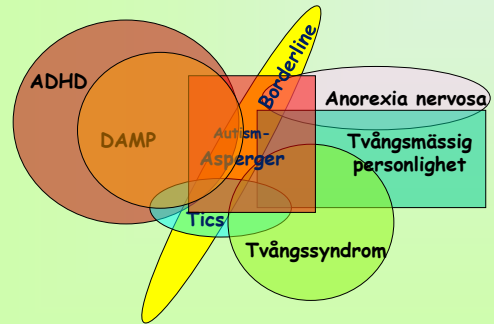 ADHD
Borderline
Anorexia nervosa
DAMP
Autism-
Asperger
Tvångsmässig
personlighet
Tics
Tvångssyndrom